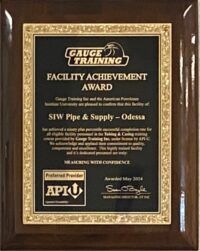 GAUGE
TRAINING
FACILITY ACHIEVEMENT
AWARD
Gauge Training Inc and the American Petroleum
Institute University are pleased to confirm that this facility of:
SIW Pipe & Supply – Odessa
has achieved a ninety plus percentile successful completion rate for
all eligible facility personnel in the Tubing & Casing training
course provided by Gauge Training Inc. under license by API-U.
We acknowledge and applaud their commitment to quality,
competence and excellence. This highly trained facility
and it's dedicated personnel are truly:
MEASURING WITH CONFIDENCE
Preferred Provider
API-U
Awarded May 2024
MANAGING DIRECTOR,